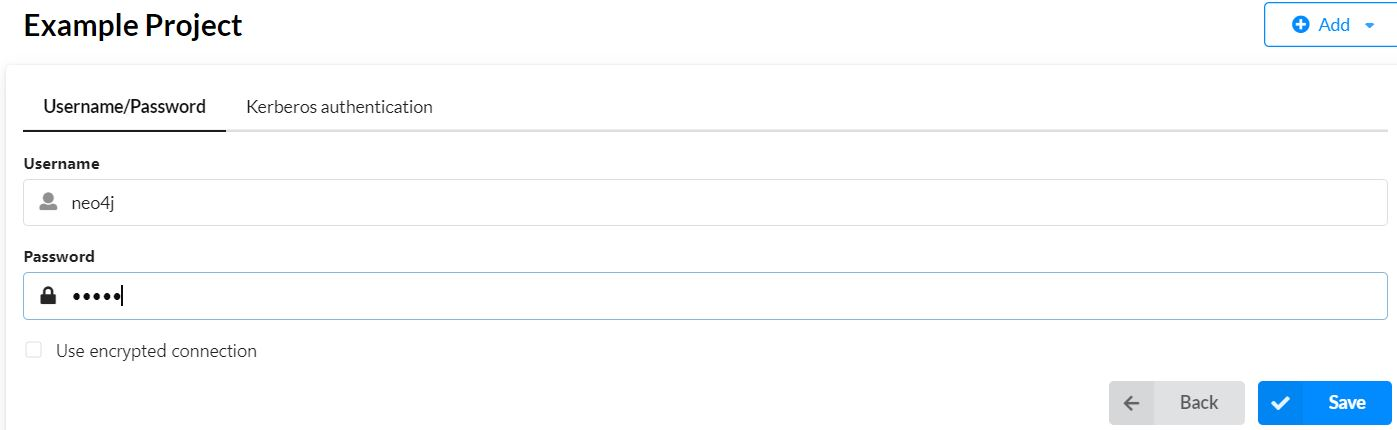 Example Project
Add
Username/Password Kerberos authentication
Username
neo4j
Password
•••••
Use encrypted connection
Back Save